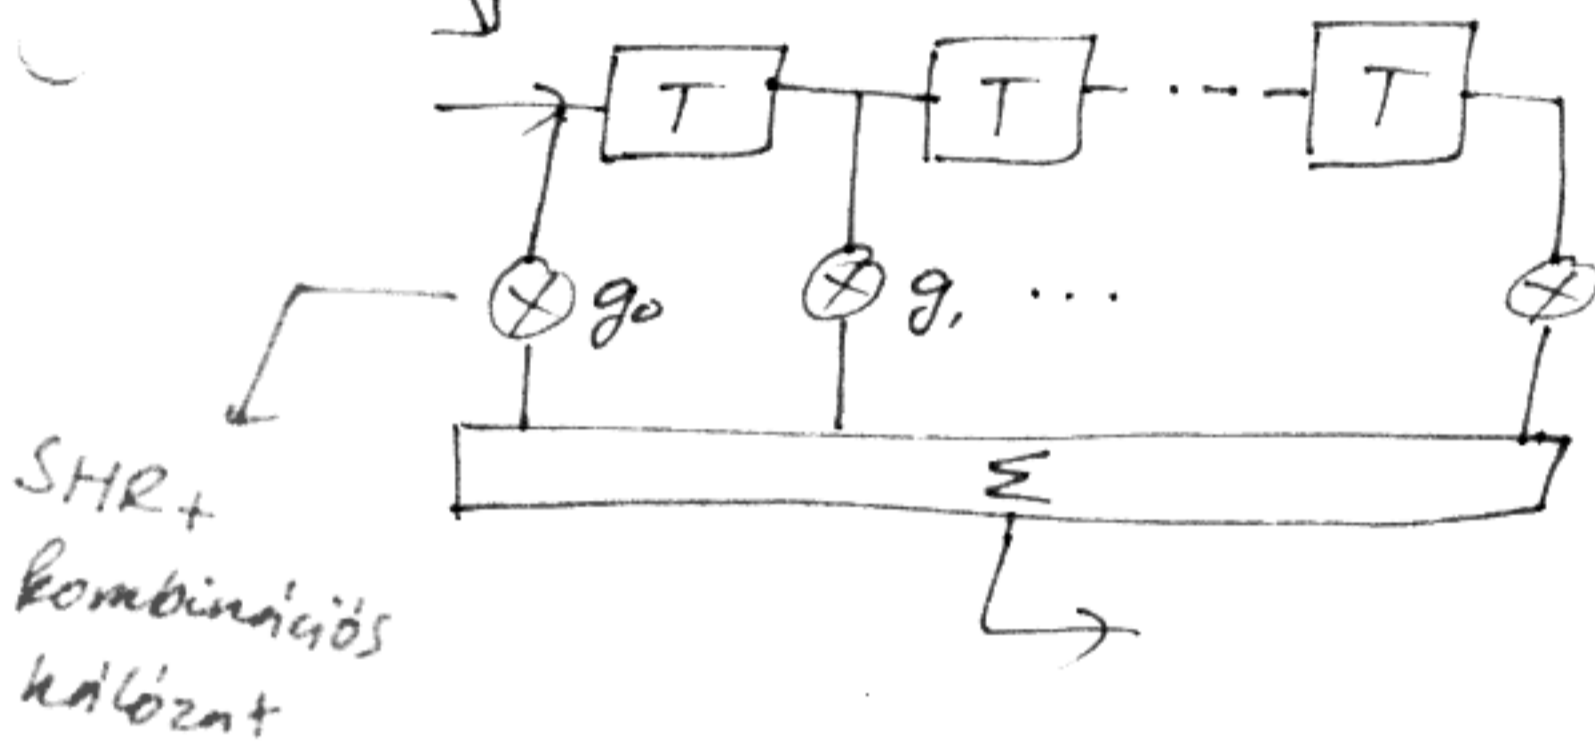 T T ... T
g₀ g₁ ...
Σ
SHR +
kombinációs
hálózat